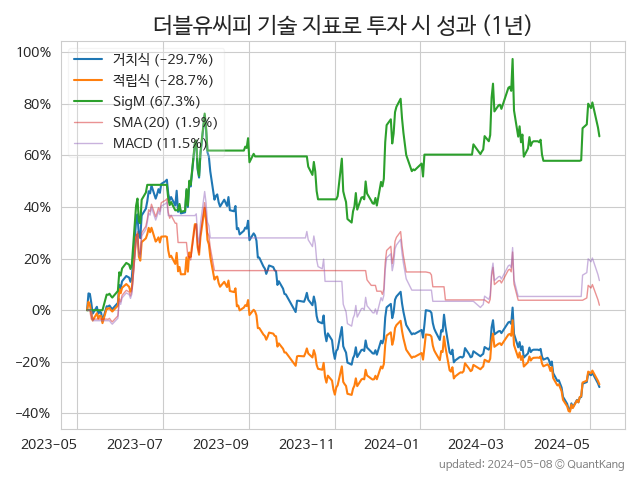 더블유씨피 기술 지표로 투자 시 성과 (1년)
100%
80%
60%
40%
20%
0%
−20%
−40%
거치식 (−29.7%)
적립식 (−28.7%)
SigM (67.3%)
SMA(20) (1.9%)
MACD (11.5%)
2023−05
2023−07
2023−09
2023−11
2024−01
2024−03
2024−05
updated: 2024−05−08 ⓒ QuantKang